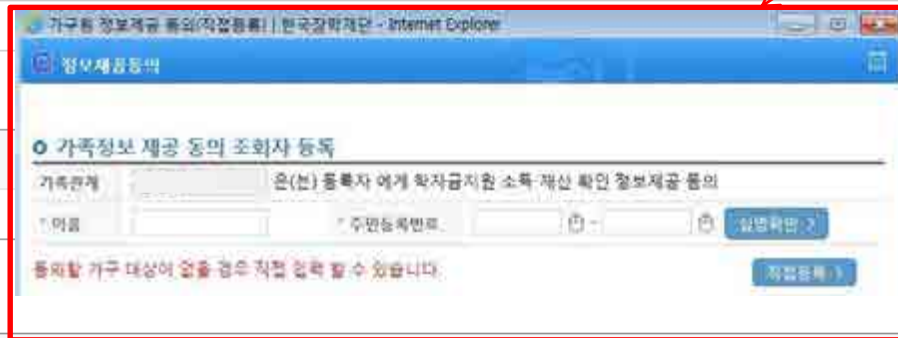 가구원 정보제공 동의(직접등록) | 한국장학재단 - Internet Explorer
정보제공동의
가족정보 제공 동의 조회자 등록
가족관계 은(는) 등록자 에게 학자금지원 소득 재산 확인 정보제공 동의
* 이름 * 주민등록번호 - 실명확인 >
동의할 가구 대상이 없을 경우 직접 입력 할 수 있습니다.
직접등록 >